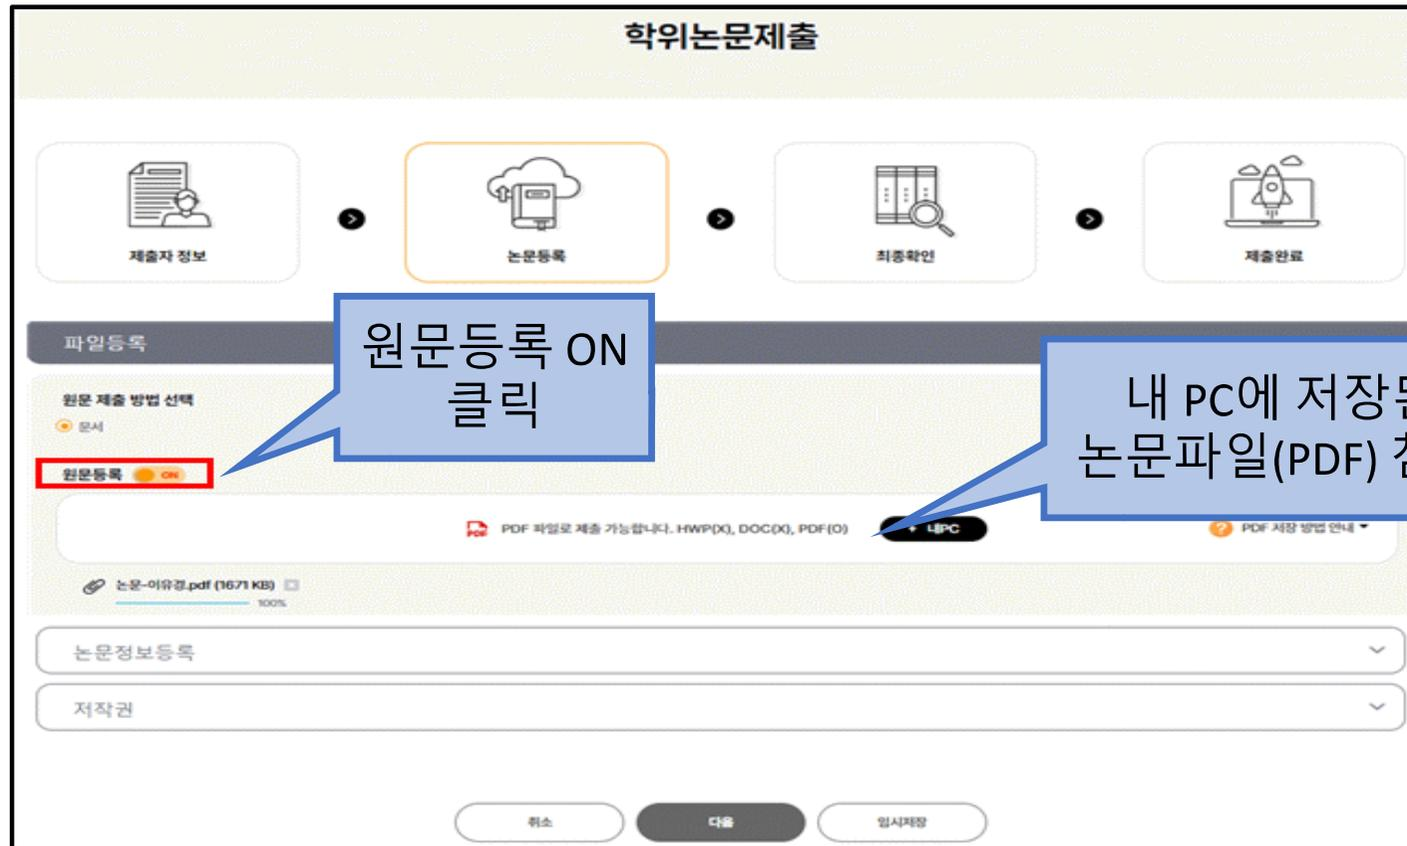 학위논문제출
제출자 정보
논문등록
최종확인
제출완료
파일등록
원문등록 ON
클릭
원문 제출 방법 선택
문서
원문등록 ON
내 PC에 저장된
논문파일(PDF)
PDF
PDF 파일로 제출 가능합니다. HWP(X), DOC(X), PDF(O)
+ 내PC
? PDF 저장 방법 안내
논문-이유경.pdf (1671 KB)
100%
논문정보등록
저작권
취소
다음
임시저장